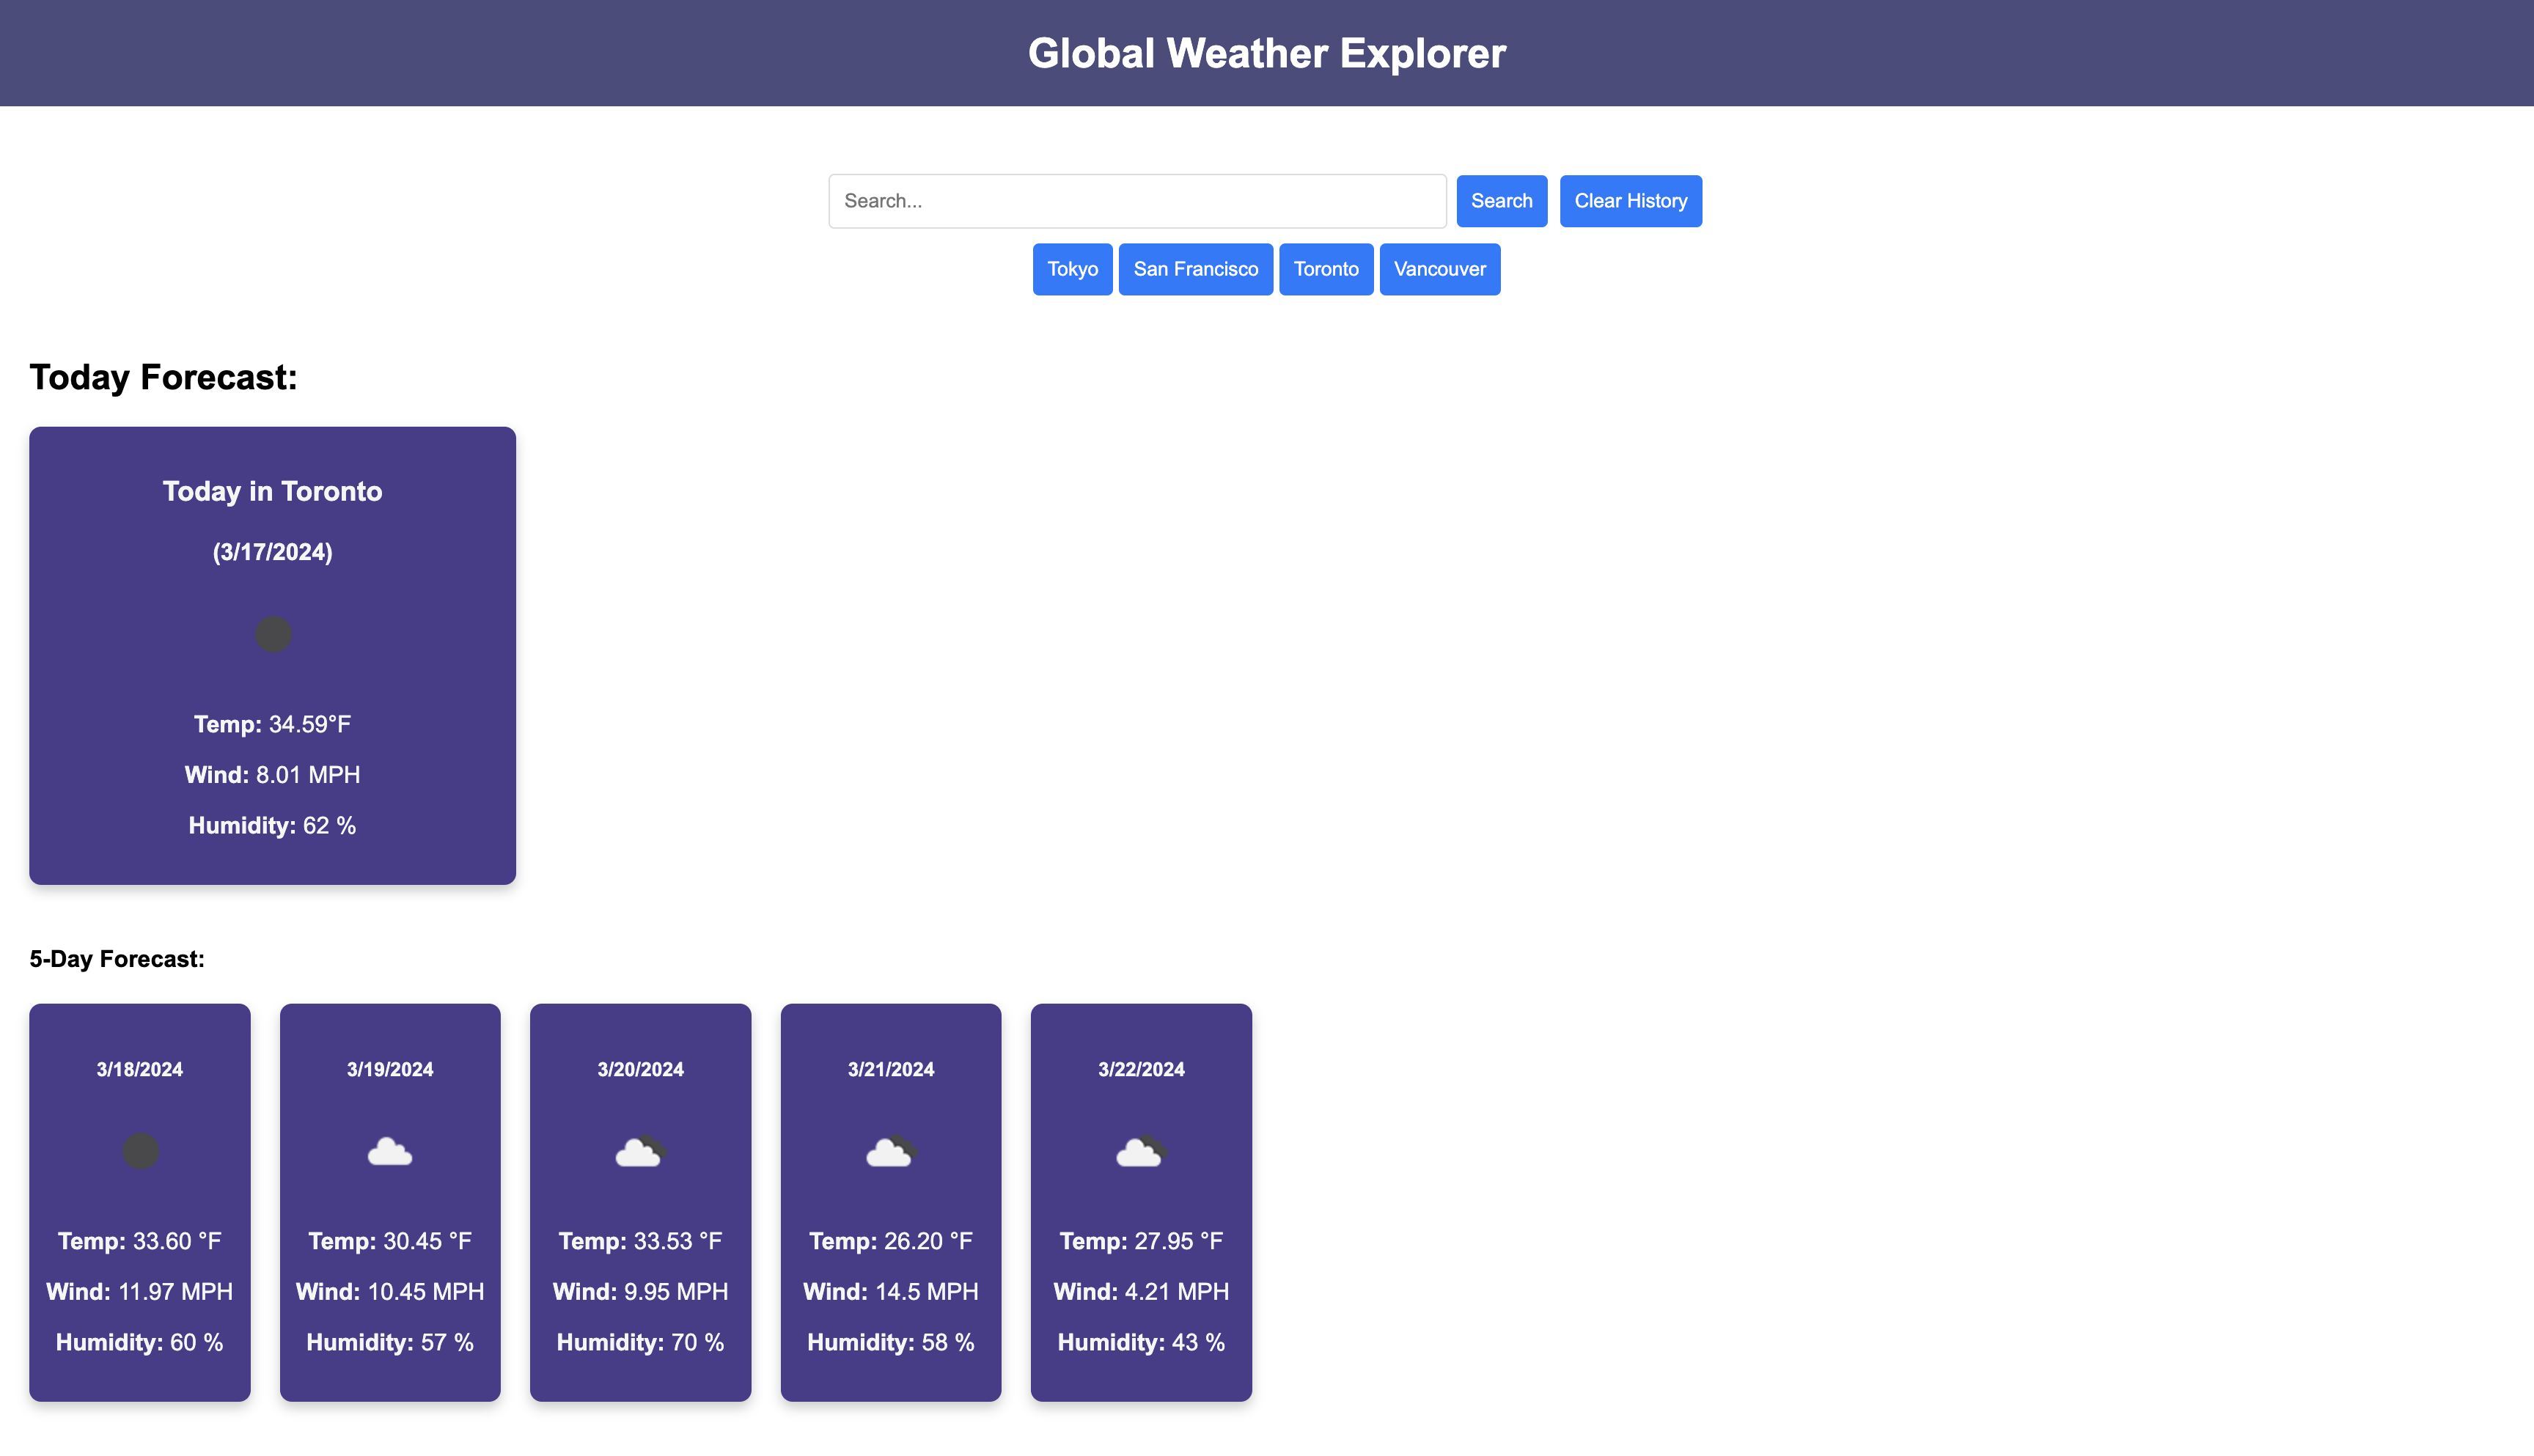 Global Weather Explorer
Search... Search Clear History
Tokyo San Francisco Toronto Vancouver
Today Forecast:
Today in Toronto
(3/17/2024)
Temp: 34.59°F
Wind: 8.01 MPH
Humidity: 62 %
5-Day Forecast:
3/18/2024
Temp: 33.60 °F
Wind: 11.97 MPH
Humidity: 60 %
3/19/2024
Temp: 30.45 °F
Wind: 10.45 MPH
Humidity: 57 %
3/20/2024
Temp: 33.53 °F
Wind: 9.95 MPH
Humidity: 70 %
3/21/2024
Temp: 26.20 °F
Wind: 14.5 MPH
Humidity: 58 %
3/22/2024
Temp: 27.95 °F
Wind: 4.21 MPH
Humidity: 43 %